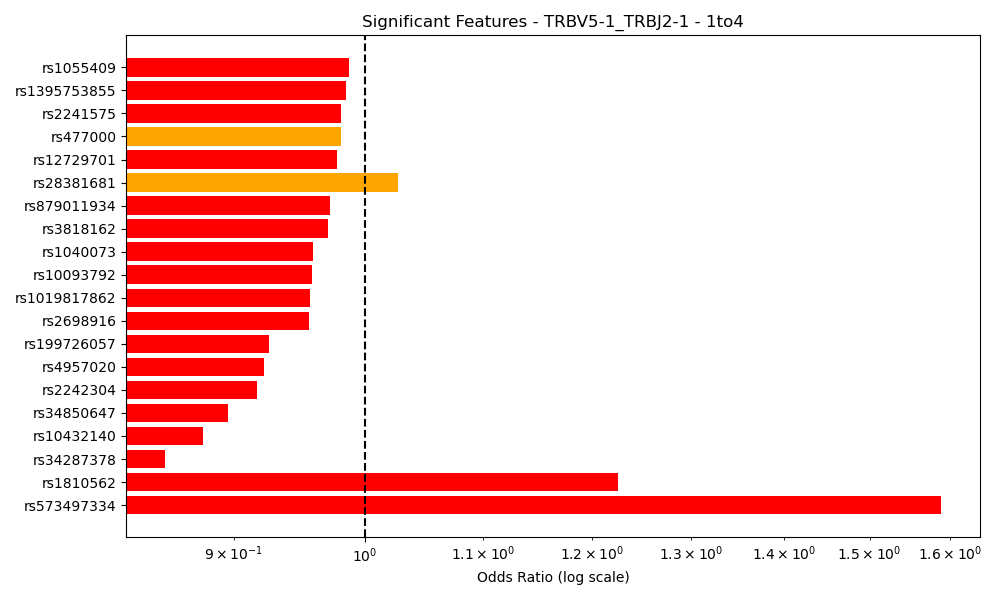 Significant Features - TRBV5-1_TRBJ2-1 - 1to4
rs1055409
rs1395753855
rs2241575
rs477000
rs12729701
rs28381681
rs879011934
rs3818162
rs1040073
rs10093792
rs1019817862
rs2698916
rs199726057
rs4957020
rs2242304
rs34850647
rs10432140
rs34287378
rs1810562
rs573497334
9 × 10⁻¹ 10⁰ 1.1 × 10⁰ 1.2 × 10⁰ 1.3 × 10⁰ 1.4 × 10⁰ 1.5 × 10⁰ 1.6 × 10⁰
Odds Ratio (log scale)